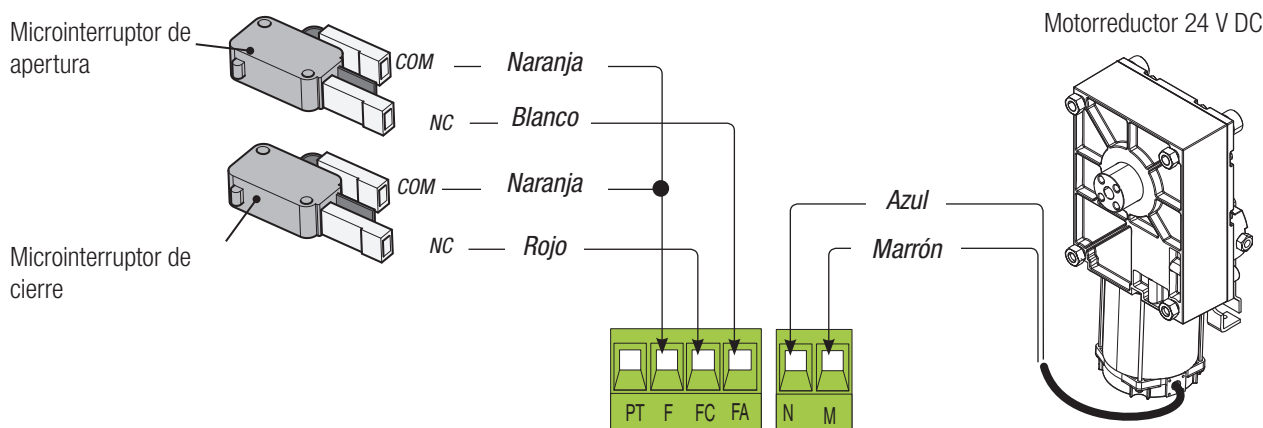 Microinterruptor de
apertura
COM
Naranja
NC
Blanco
COM
Naranja
NC
Rojo
Microinterruptor de
cierre
Motorreductor 24 V DC
Azul
Marrón
PT F FC FA
N M